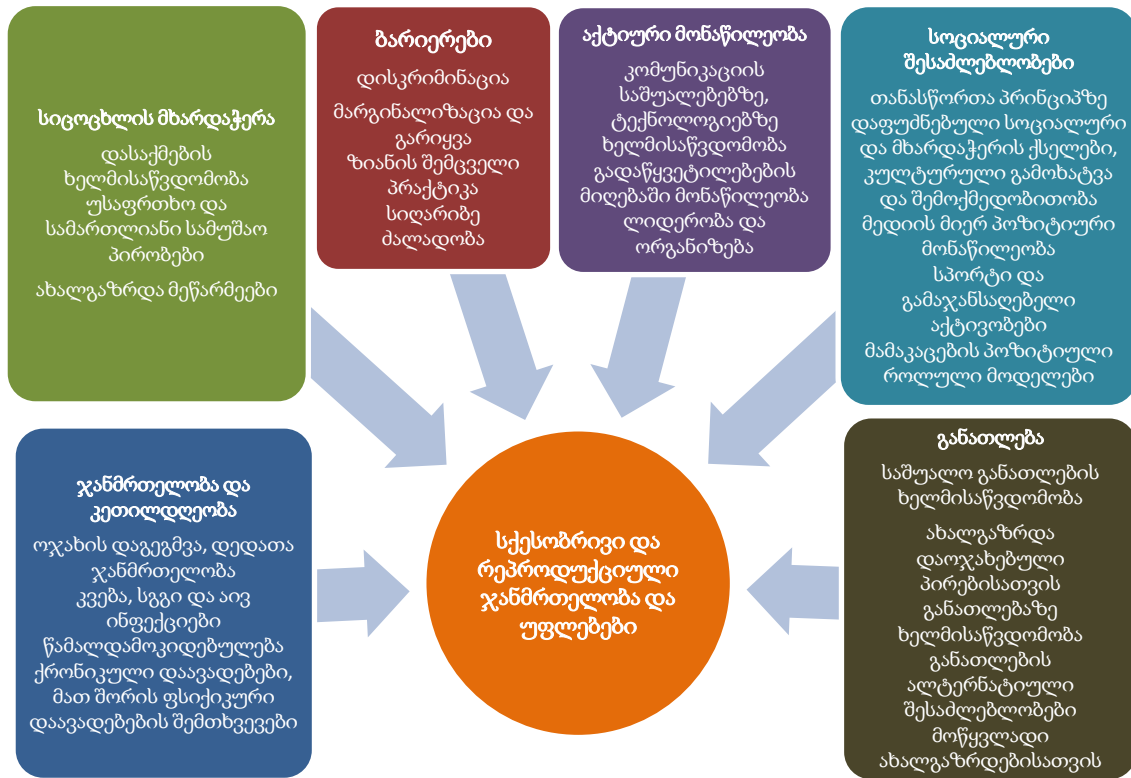 სიცოცხლის მხარდაჭერა
დასაქმების
ხელმისაწვდომობა
უსაფრთხო და
სამართლიანი სამუშაო
პირობები
ახალგაზრდა მეწარმეები
ბარიერები
დისკრიმინაცია
მარგინალიზაცია და
გარიყვა
ზიანის შემცველი
პრაქტიკა
სიღარიბე
ძალადობა
აქტიური მონაწილეობა
კომუნიკაციის
საშუალებებზე,
ტექნოლოგიებზე
ხელმისაწვდომობა
გადაწყვეტილებების
მიღებაში მონაწილეობა
ლიდერობა და
ორგანიზება
სოციალური
შესაძლებლობები
თანასწორთა პრინციპზე
დაფუძნებული სოციალური
და მხარდაჭერის ქსელები,
კულტურული გამოხატვა
და შემოქმედობითობა
მედიის მიერ პოზიტიური
მონაწილეობა
სპორტი და
გამაჯანსაღებელი
აქტივობები
მამაკაცების პოზიტიული
როლული მოდელები
ჯანმრთელობა და
კეთილდღეობა
ოჯახის დაგეგმვა, დედათა
ჯანმრთელობა
კვება, სგგი და აივ
ინფექციები
წამალდამოკიდებულება
ქრონიკული დაავადებები,
მათ შორის ფსიქიკური
დაავადებების შემთხვევები
სქესობრივი და
რეპროდუქციული
ჯანმრთელობა და
უფლებები
განათლება
საშუალო განათლების
ხელმისაწვდომობა
ახალგაზრდა
დაოჯახებული
პირებისათვის
განათლებაზე
ხელმისაწვდომობა
განათლების
ალტერნატიული
შესაძლებლობები
მოწყვლადი
ახალგაზრდებისათვის